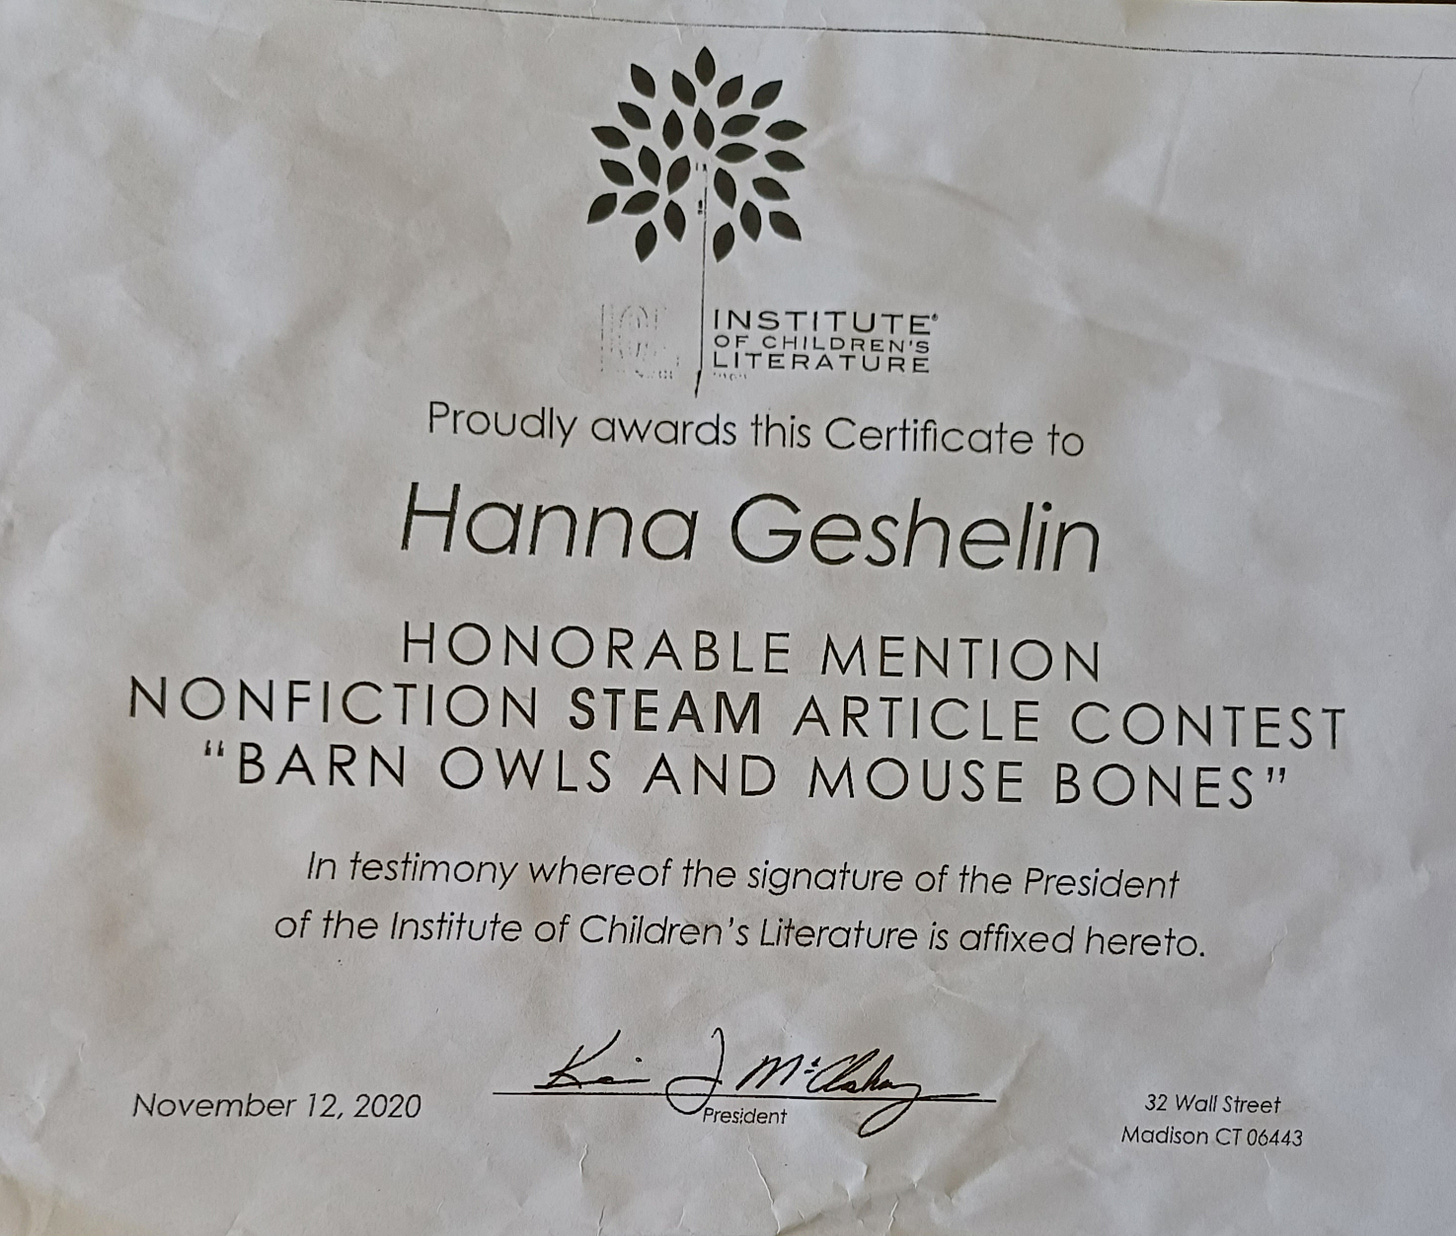 INSTITUTE®
OF CHILDREN'S
LITERATURE
Proudly awards this Certificate to
Hanna Geshelin
HONORABLE MENTION
NONFICTION STEAM ARTICLE CONTEST
“BARN OWLS AND MOUSE BONES”
In testimony whereof the signature of the President
of the Institute of Children’s Literature is affixed hereto.
November 12, 2020
President
32 Wall Street
Madison CT 06443